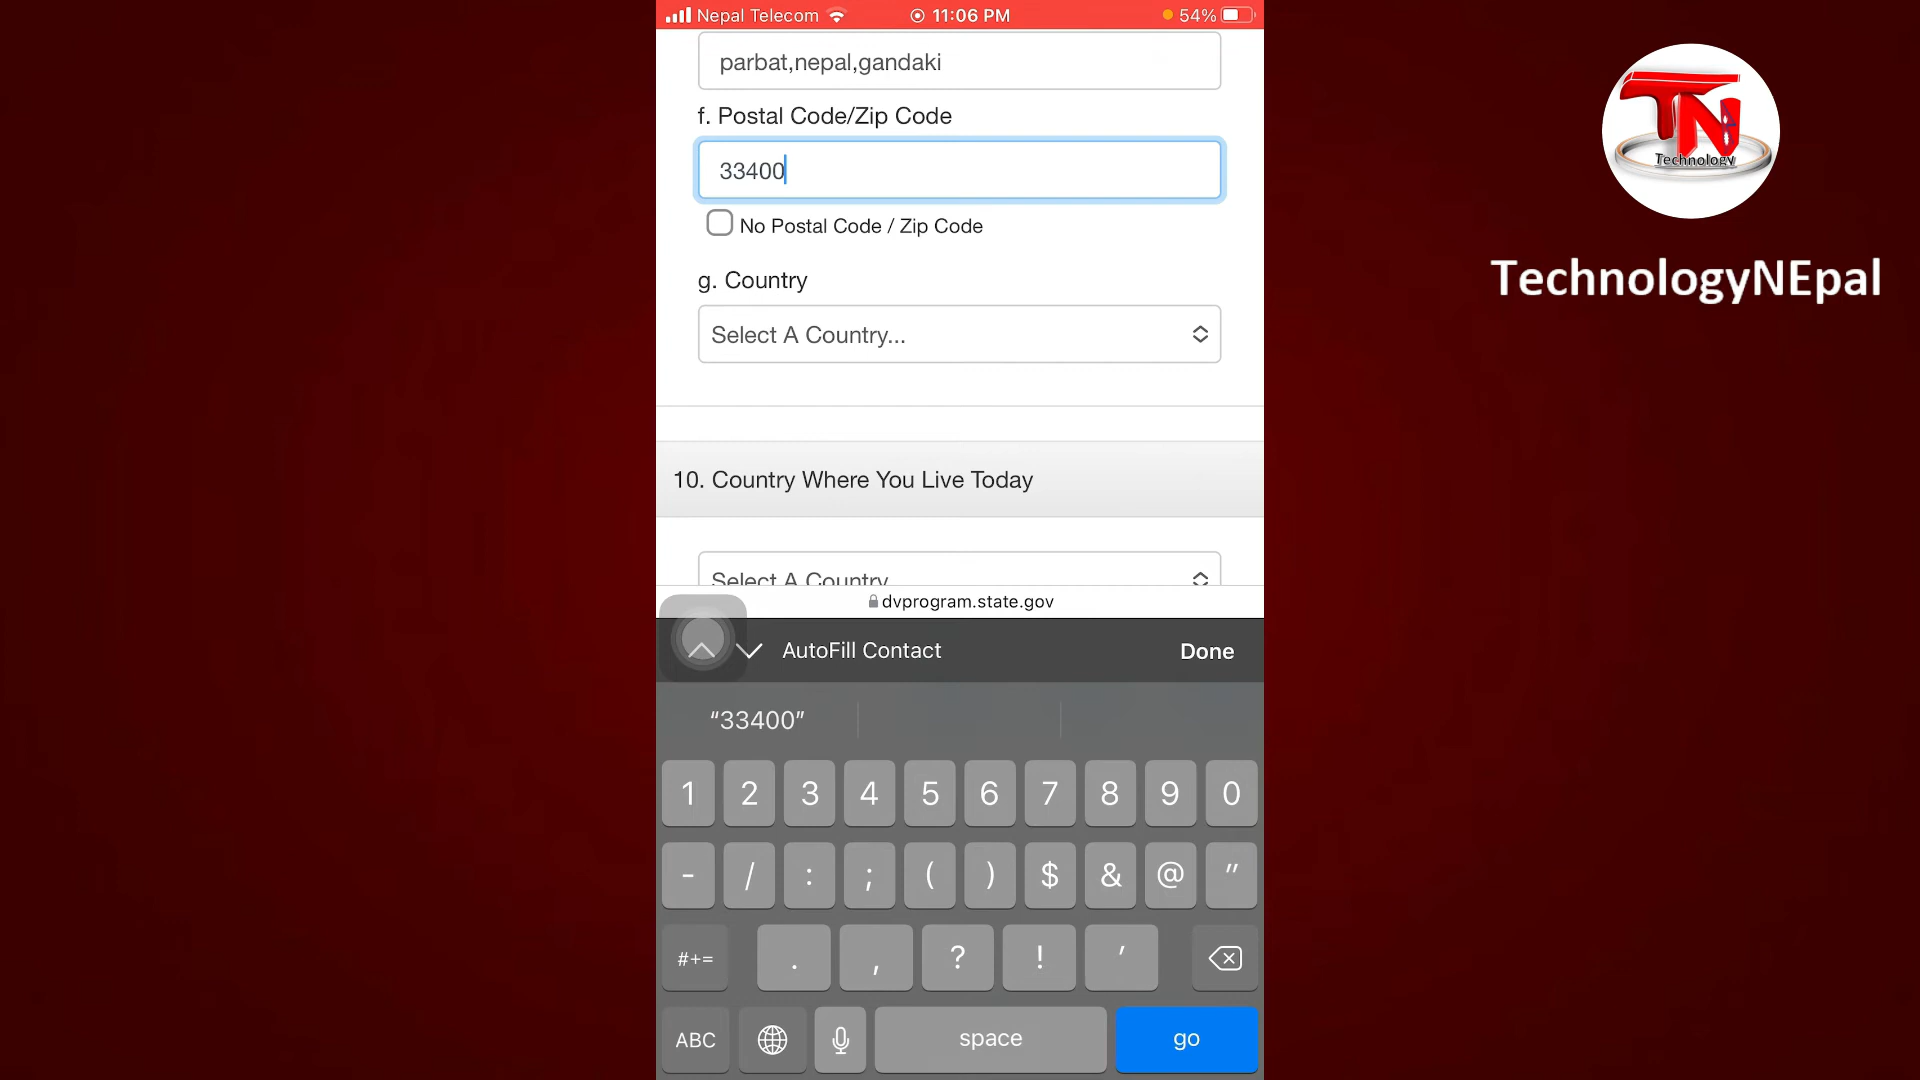 Nepal Telecom 11:06 PM 54%
parbat,nepal,gandaki
f. Postal Code/Zip Code
33400
No Postal Code / Zip Code
g. Country
Select A Country...
10. Country Where You Live Today
Select A Country
dvprogram.state.gov
AutoFill Contact Done
“33400”
1 2 3 4 5 6 7 8 9 0
- / : ; ( ) $ & @ "
#+= . , ? ! '
ABC space go
TN
Technology
TechnologyNEpal